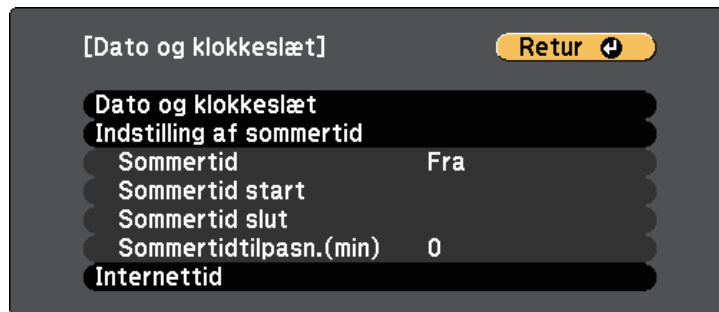 [Dato og klokkeslæt] Retur
Dato og klokkeslæt
Indstilling af sommertid
Sommertid Fra
Sommertid start
Sommertid slut
Sommertidtilpasn.(min) 0
Internettid